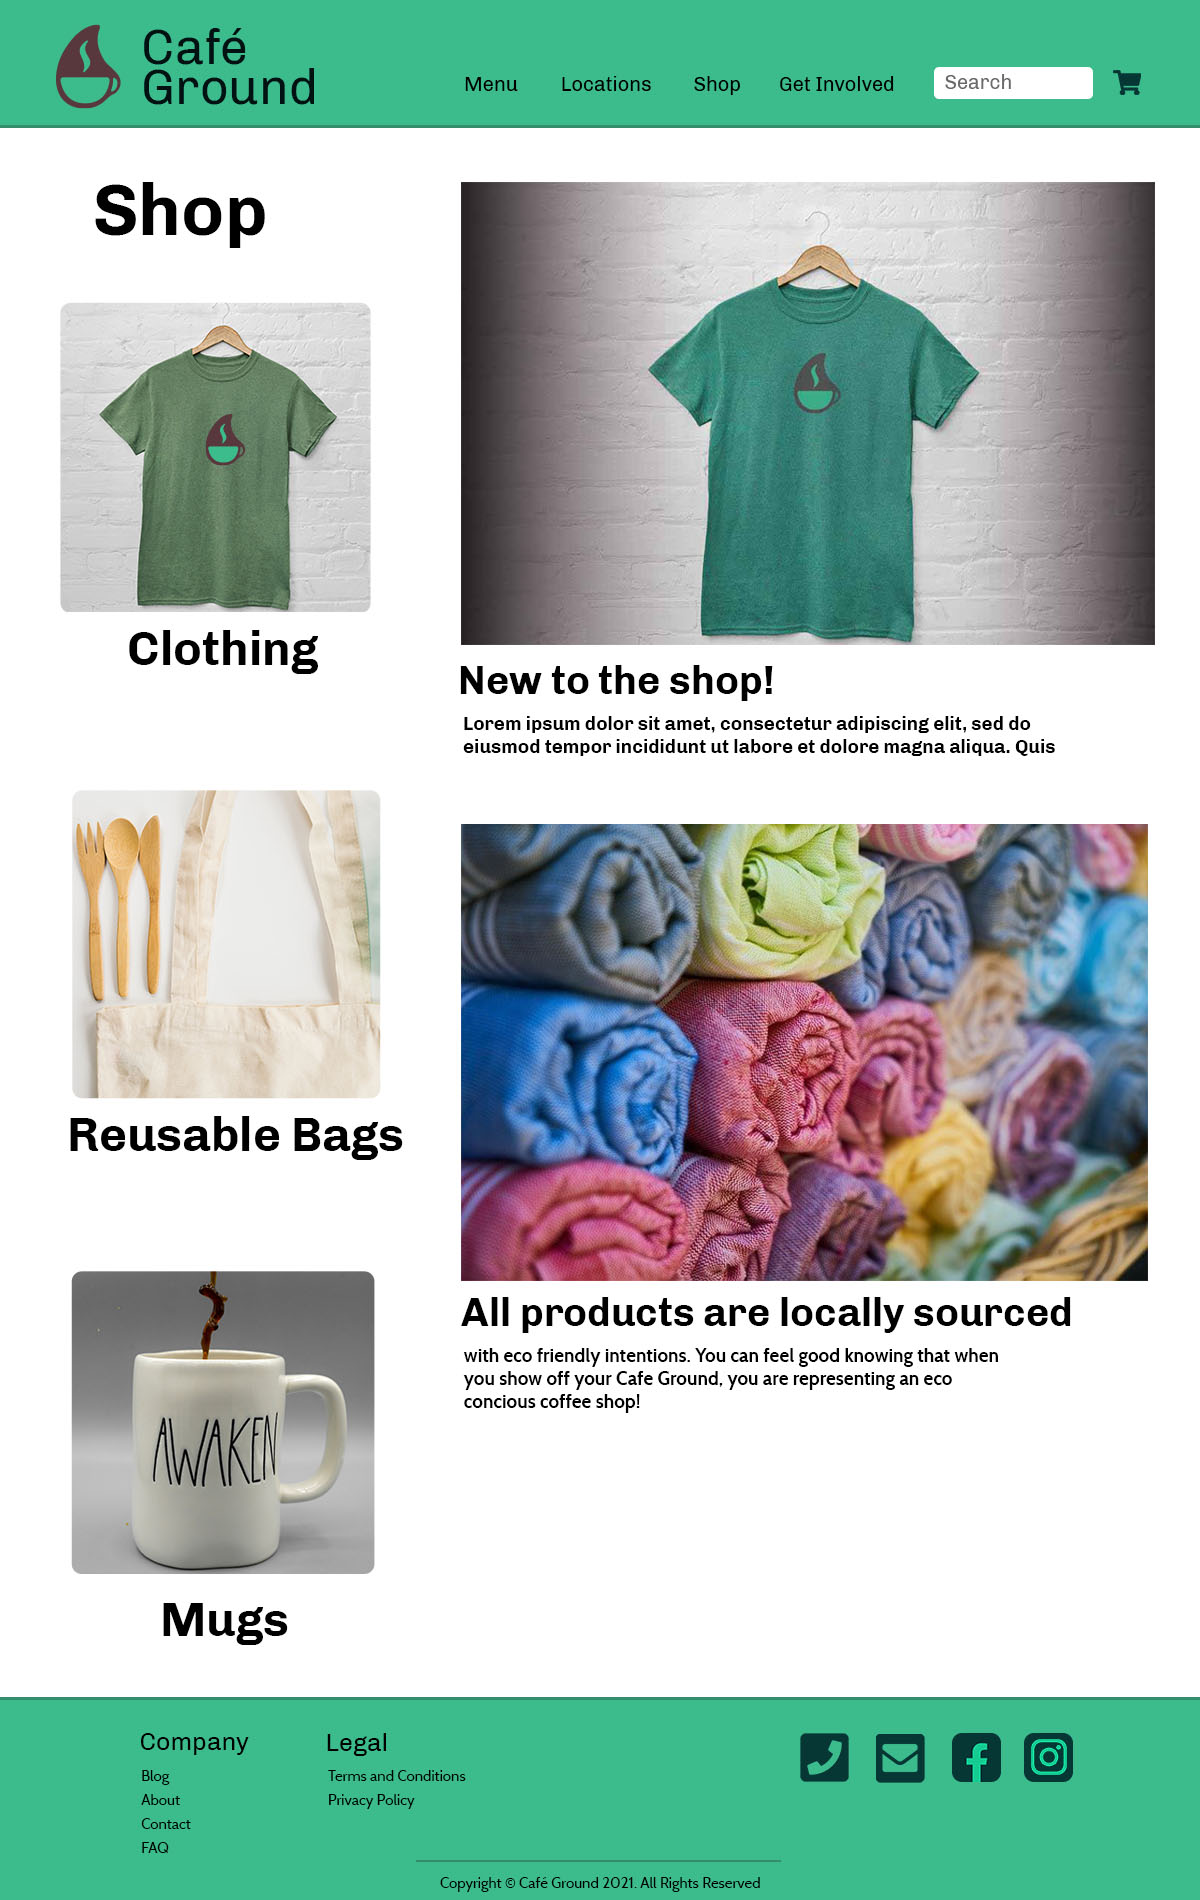 Café
Ground
Menu
Locations
Shop
Get Involved
Search
Shop
Clothing
Reusable Bags
AWAKEN
Mugs
New to the shop!
Lorem ipsum dolor sit amet, consectetur adipiscing elit, sed do
eiusmod tempor incididunt ut labore et dolore magna aliqua. Quis
All products are locally sourced
with eco friendly intentions. You can feel good knowing that when
you show off your Cafe Ground, you are representing an eco
concious coffee shop!
Company
Blog
About
Contact
FAQ
Legal
Terms and Conditions
Privacy Policy
Copyright © Café Ground 2021. All Rights Reserved